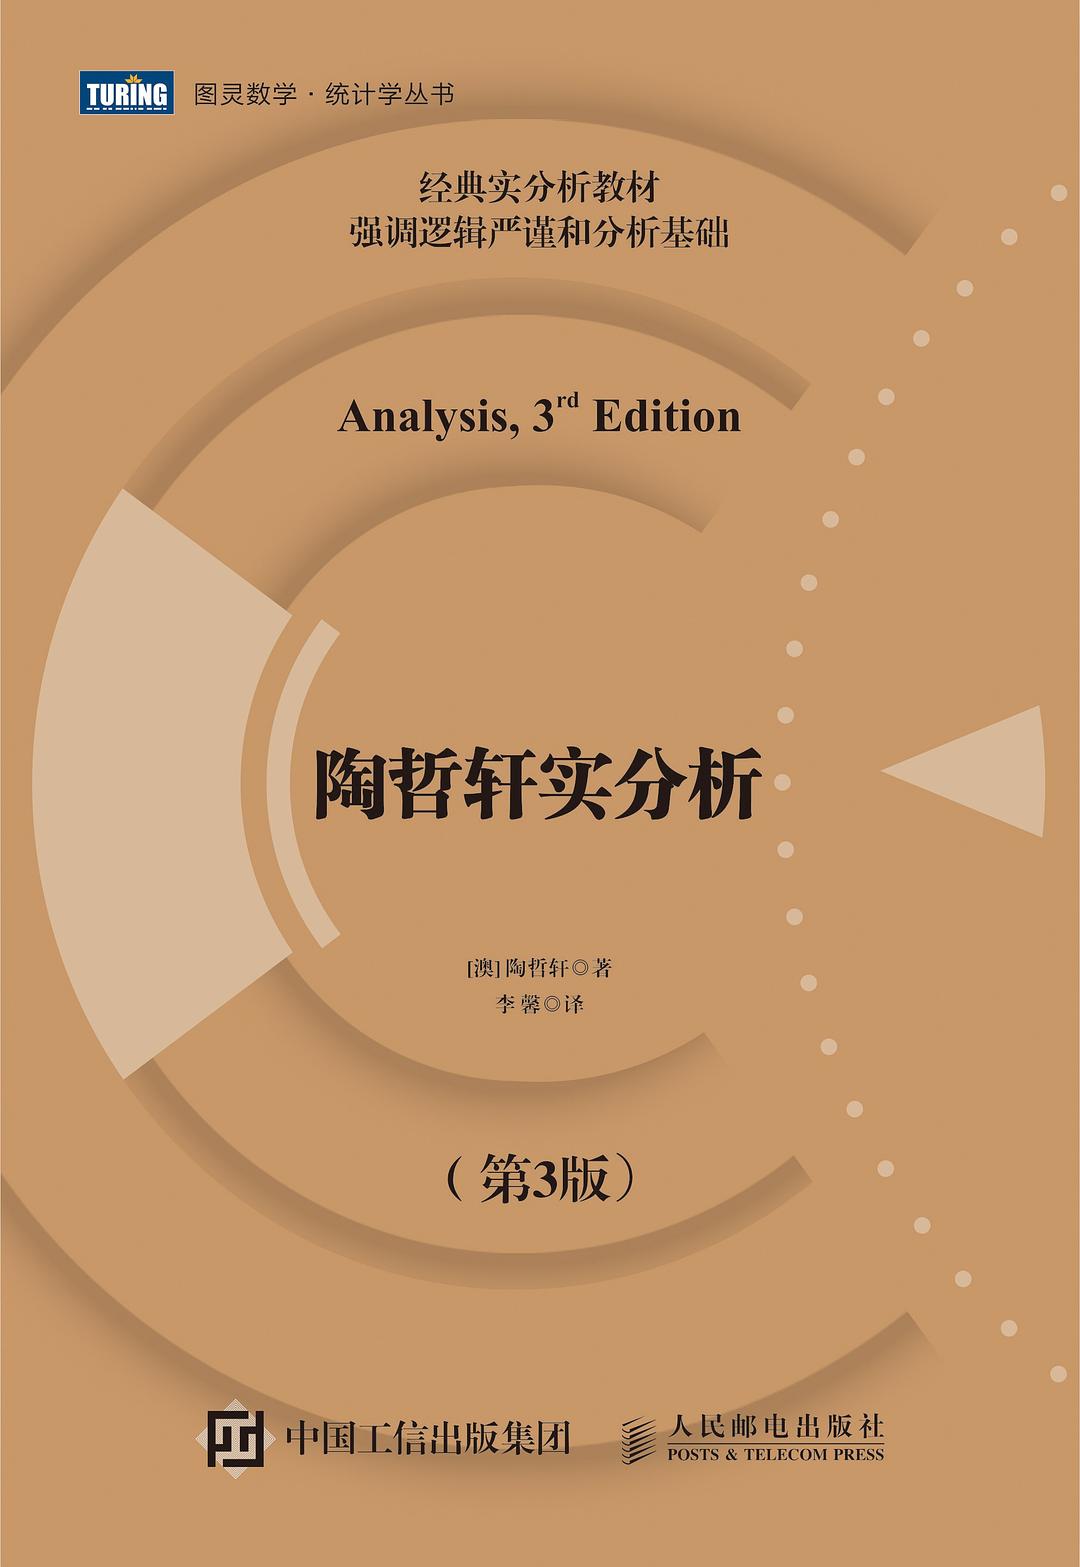 TURING 图灵数学·统计学丛书
经典实分析教材
强调逻辑严谨和分析基础
Analysis, 3rd Edition
陶哲轩实分析
[澳] 陶哲轩◎著
李馨◎译
（第3版）
中国工信出版集团
人民邮电出版社
POSTS & TELECOM PRESS